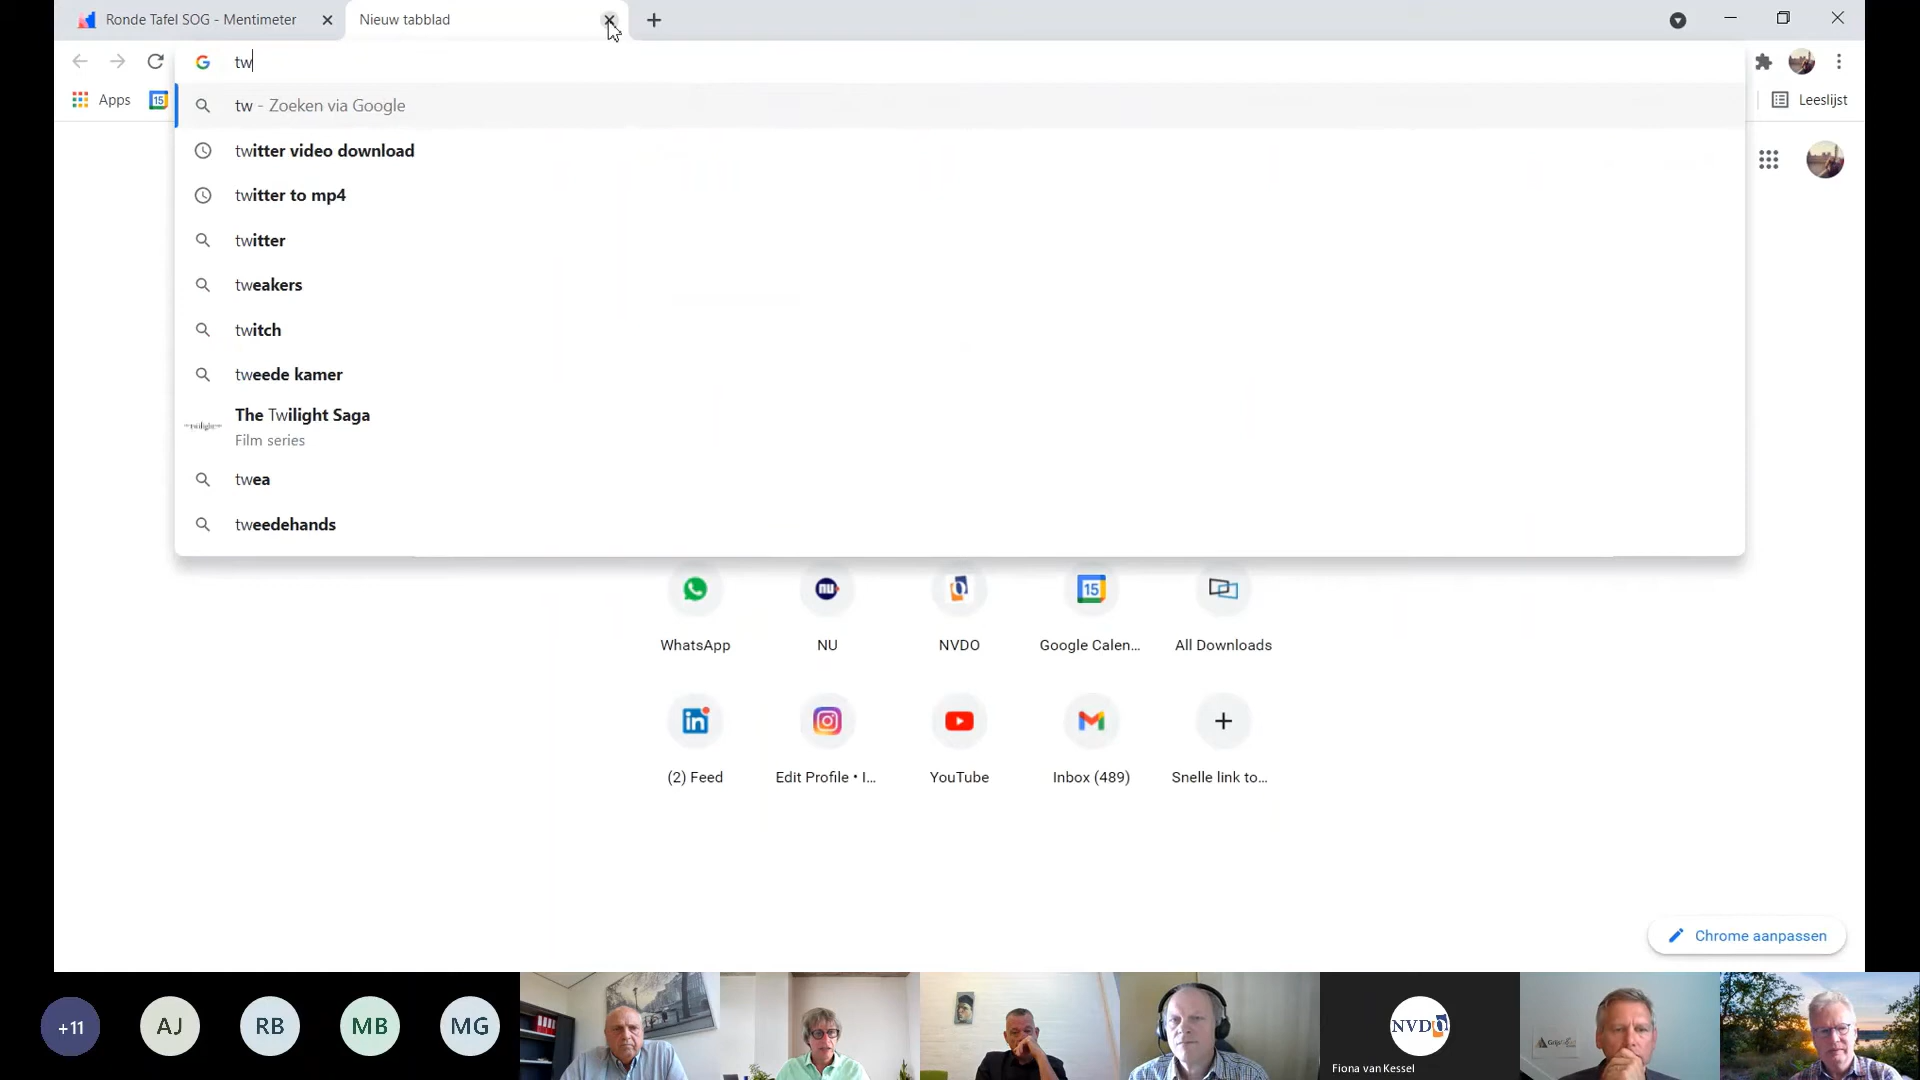 Ronde Tafel SOG - Mentimeter
Nieuw tabblad
tw
Apps
15
Leeslijst
tw - Zoeken via Google
twitter video download
twitter to mp4
twitter
tweakers
twitch
tweede kamer
The Twilight Saga
Film series
twea
tweedehands
WhatsApp
NU
NVDO
Google Calen...
All Downloads
(2) Feed
Edit Profile • I...
YouTube
Inbox (489)
Snelle link to...
Chrome aanpassen
+11
AJ
RB
MB
MG
NVDO
Fiona van Kessel